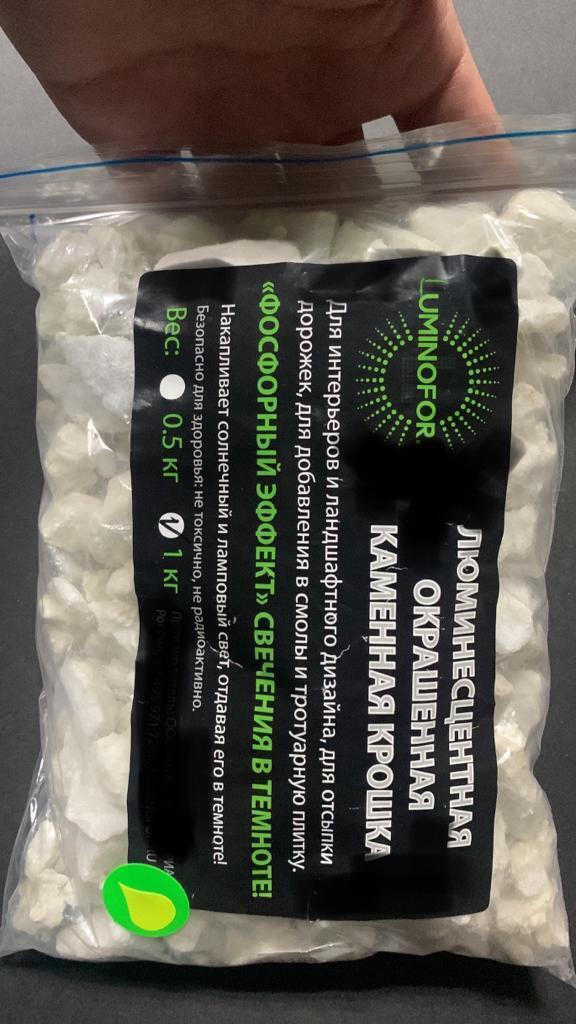 LUMINOFOR
ЛЮМИНЕСЦЕНТНАЯ
ОКРАШЕННАЯ
КАМЕННАЯ КРОШКА
Для интерьеров и ландшафтного дизайна, для отсыпки
дорожек, для добавления в смолы и тротуарную плитку.
«ФОСФОРНЫЙ ЭФФЕКТ» СВЕЧЕНИЯ В ТЕМНОТЕ!
Накапливает солнечный и ламповый свет, отдавая его в темноте!
Безопасно для здоровья: не токсично, не радиоактивно.
Вес: 0.5 кг 1 кг